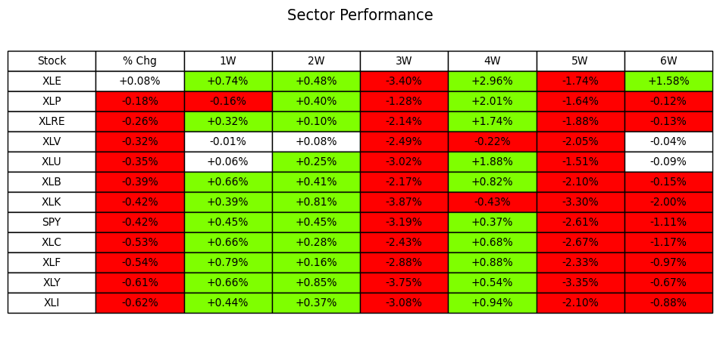 Sector Performance
Stock % Chg 1W 2W 3W 4W 5W 6W
XLE +0.08% +0.74% +0.48% -3.40% +2.96% -1.74% +1.58%
XLP -0.18% -0.16% +0.40% -1.28% +2.01% -1.64% -0.12%
XLRE -0.26% +0.32% +0.10% -2.14% +1.74% -1.88% -0.13%
XLV -0.32% -0.01% +0.08% -2.49% -0.22% -2.05% -0.04%
XLU -0.35% +0.06% +0.25% -3.02% +1.88% -1.51% -0.09%
XLB -0.39% +0.66% +0.41% -2.17% +0.82% -2.10% -0.15%
XLK -0.42% +0.39% +0.81% -3.87% -0.43% -3.30% -2.00%
SPY -0.42% +0.45% +0.45% -3.19% +0.37% -2.61% -1.11%
XLC -0.53% +0.66% +0.28% -2.43% +0.68% -2.67% -1.17%
XLF -0.54% +0.79% +0.16% -2.88% +0.88% -2.33% -0.97%
XLY -0.61% +0.66% +0.85% -3.75% +0.54% -3.35% -0.67%
XLI -0.62% +0.44% +0.37% -3.08% +0.94% -2.10% -0.88%